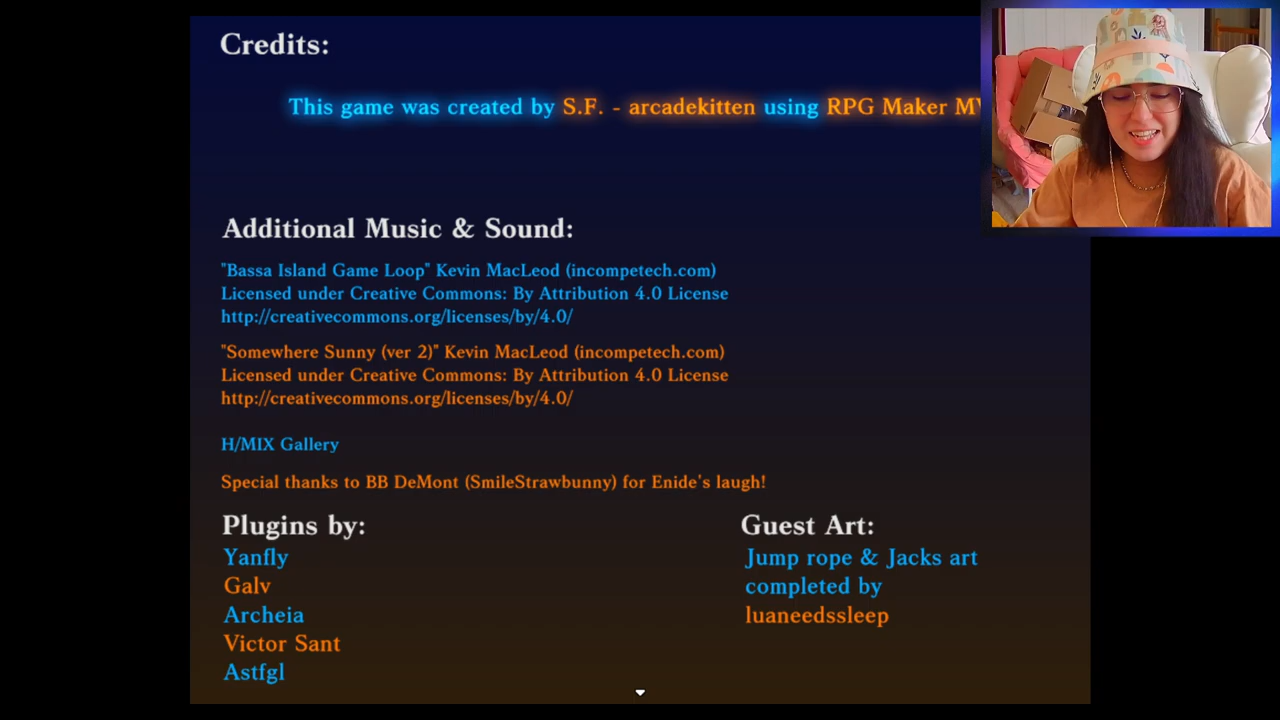 Credits:
This game was created by S.F. - arcadekitten using RPG Maker MV
Additional Music & Sound:
"Bassa Island Game Loop" Kevin MacLeod (incompetech.com)
Licensed under Creative Commons: By Attribution 4.0 License
http://creativecommons.org/licenses/by/4.0/
"Somewhere Sunny (ver 2)" Kevin MacLeod (incompetech.com)
Licensed under Creative Commons: By Attribution 4.0 License
http://creativecommons.org/licenses/by/4.0/
H/MIX Gallery
Special thanks to BB DeMont (SmileStrawbunny) for Enide's laugh!
Plugins by:
Yanfly
Galv
Archeia
Victor Sant
Astfgl
Guest Art:
Jump rope & Jacks art
completed by
luaneedssleep